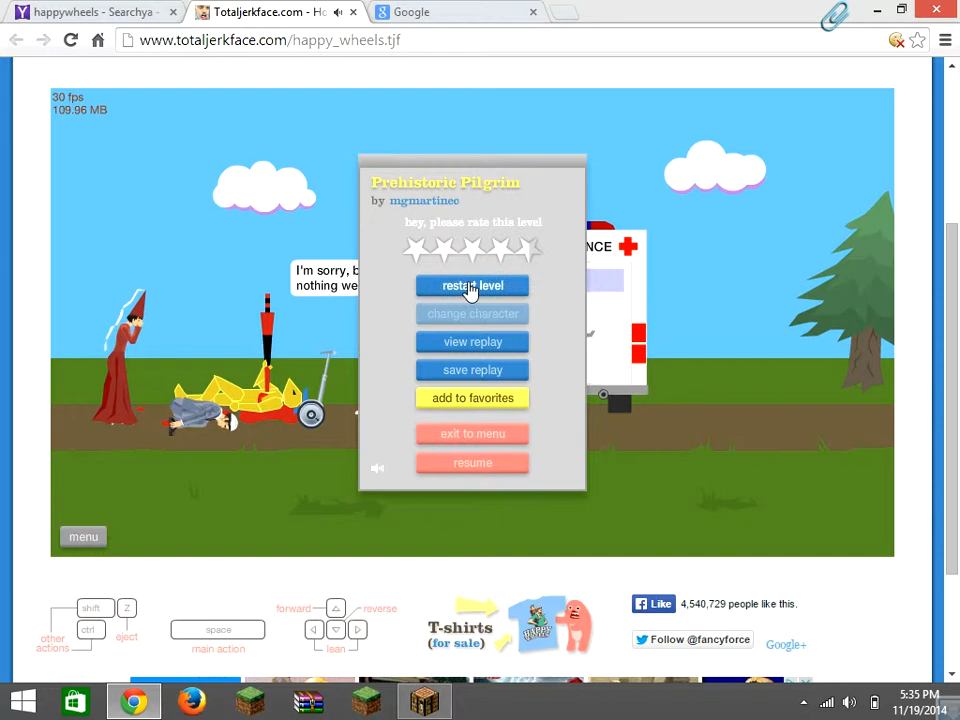 happywheels - Searchya -
Totaljerkface.com - Ho
Google
www.totaljerkface.com/happy_wheels.tjf
30 fps
109.96 MB
Prehistoric Pilgrim
by mgmartinec
hey, please rate this level
I'm sorry, b
nothing we
NCE
restart level
change character
view replay
save replay
add to favorites
exit to menu
resume
menu
shift
Z
ctrl
other
actions
eject
space
main action
forward
reverse
lean
T-shirts
(for sale)
HAPPY
Like
4,540,729 people like this.
Follow @fancyforce
Google+
5:35 PM
11/19/2014